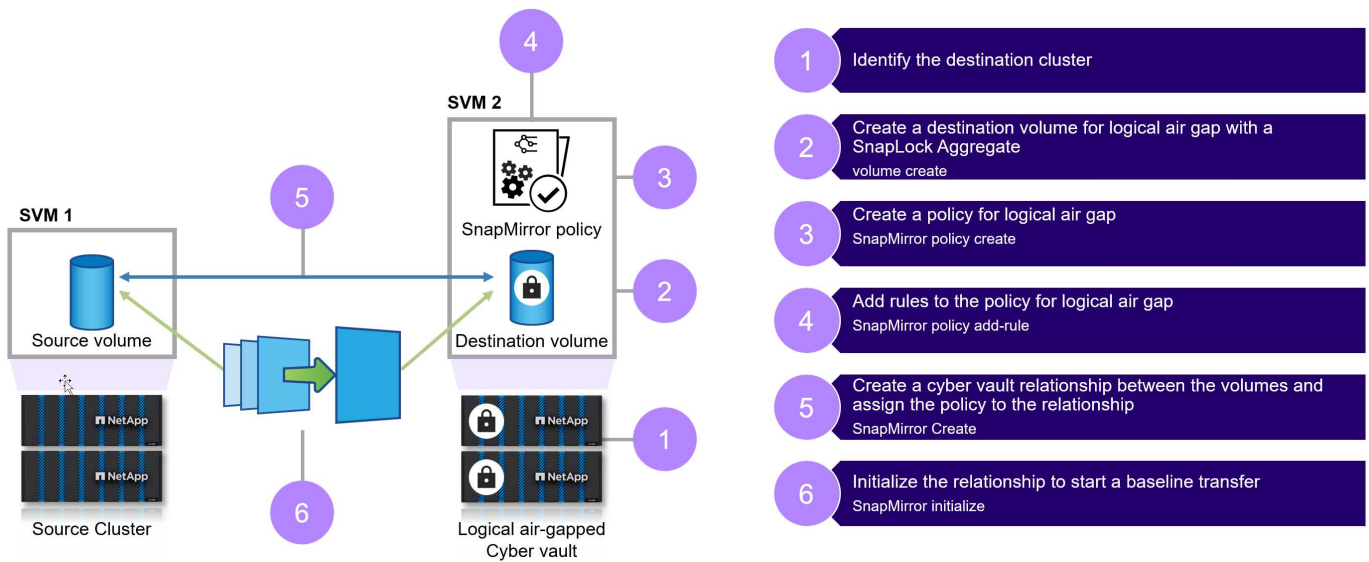 4
SVM 2
3
5
SVM 1
SnapMirror policy
2
Source volume
Destination volume
NetApp
NetApp
1
NetApp
NetApp
6
Source Cluster
Logical air-gapped
Cyber vault
1
Identify the destination cluster
2
Create a destination volume for logical air gap with a
SnapLock Aggregate
volume create
3
Create a policy for logical air gap
SnapMirror policy create
4
Add rules to the policy for logical air gap
SnapMirror policy add-rule
5
Create a cyber vault relationship between the volumes and
assign the policy to the relationship
SnapMirror Create
6
Initialize the relationship to start a baseline transfer
SnapMirror initialize